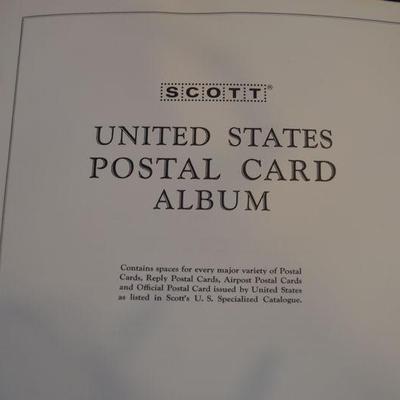 SCOTT®
UNITED STATES
POSTAL CARD
ALBUM
Contains spaces for every major variety of Postal
Cards, Reply Postal Cards, Airpost Postal Cards
and Official Postal Card issued by United States
as listed in Scott's U. S. Specialized Catalogue.